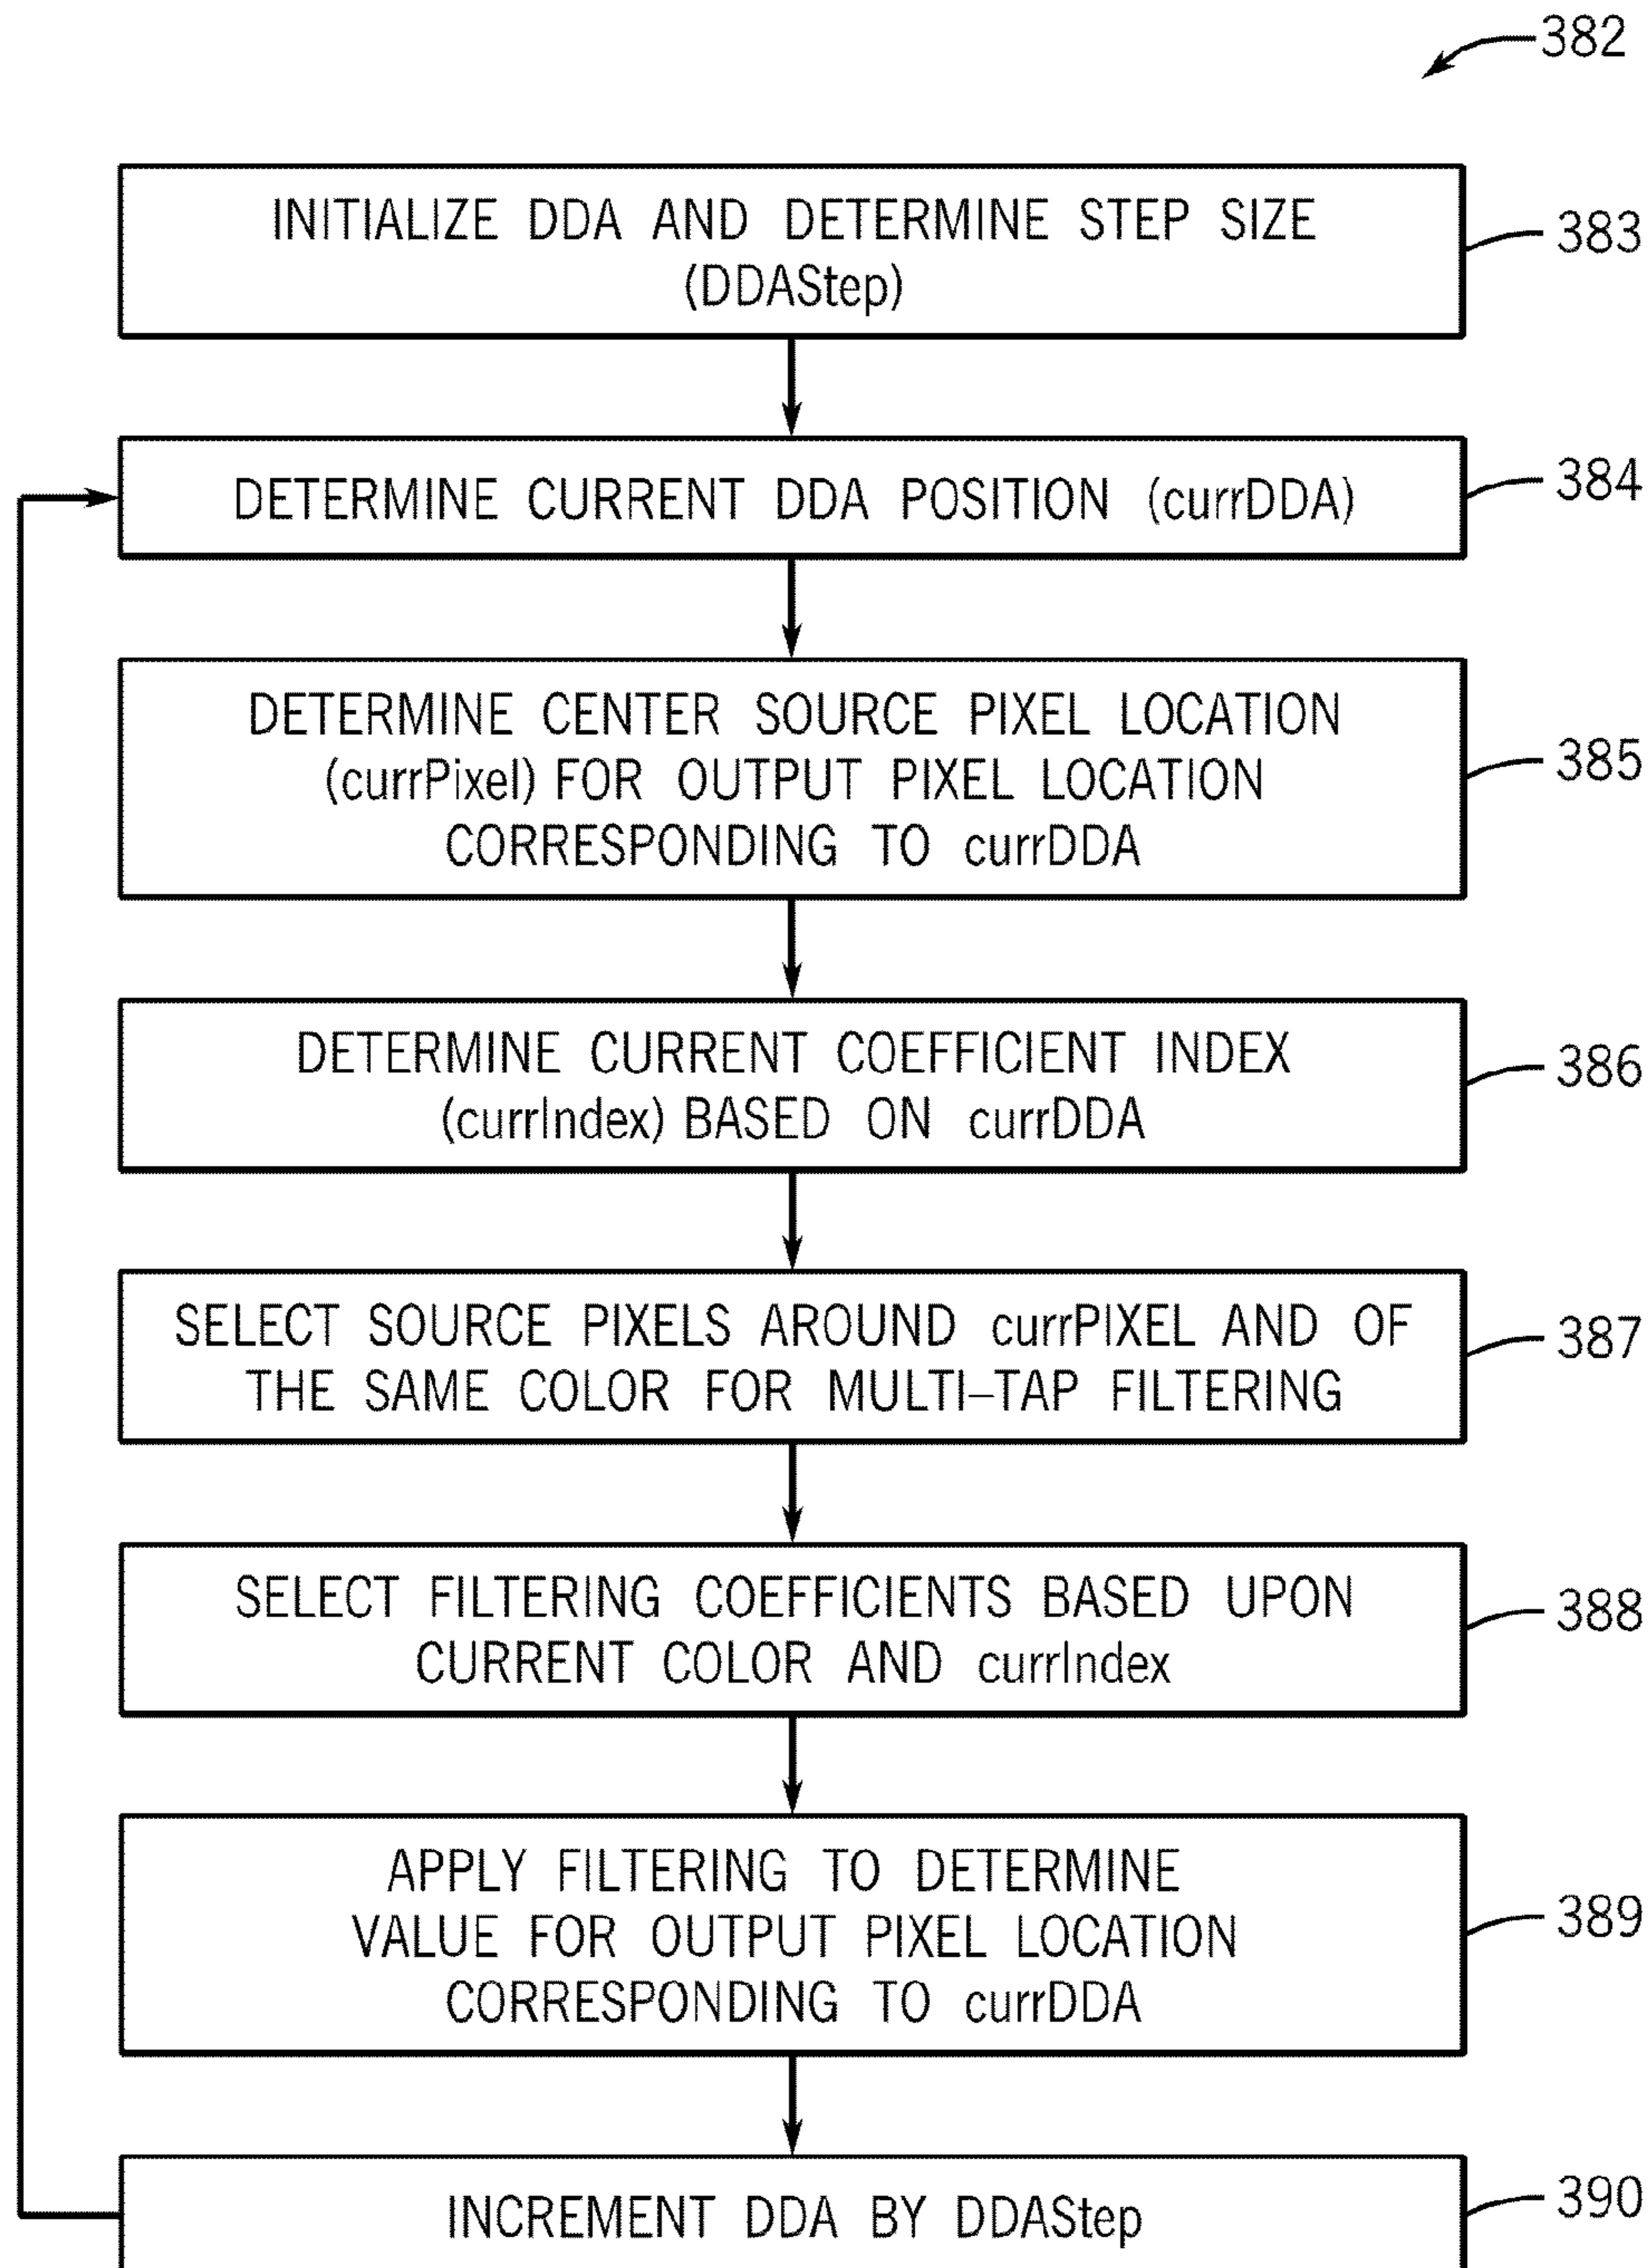 382
INITIALIZE DDA AND DETERMINE STEP SIZE
(DDAStep)
383
DETERMINE CURRENT DDA POSITION (currDDA)
384
DETERMINE CENTER SOURCE PIXEL LOCATION
(currPixel) FOR OUTPUT PIXEL LOCATION
CORRESPONDING TO currDDA
385
DETERMINE CURRENT COEFFICIENT INDEX
(currIndex) BASED ON currDDA
386
SELECT SOURCE PIXELS AROUND currPIXEL AND OF
THE SAME COLOR FOR MULTI–TAP FILTERING
387
SELECT FILTERING COEFFICIENTS BASED UPON
CURRENT COLOR AND currIndex
388
APPLY FILTERING TO DETERMINE
VALUE FOR OUTPUT PIXEL LOCATION
CORRESPONDING TO currDDA
389
INCREMENT DDA BY DDAStep
390